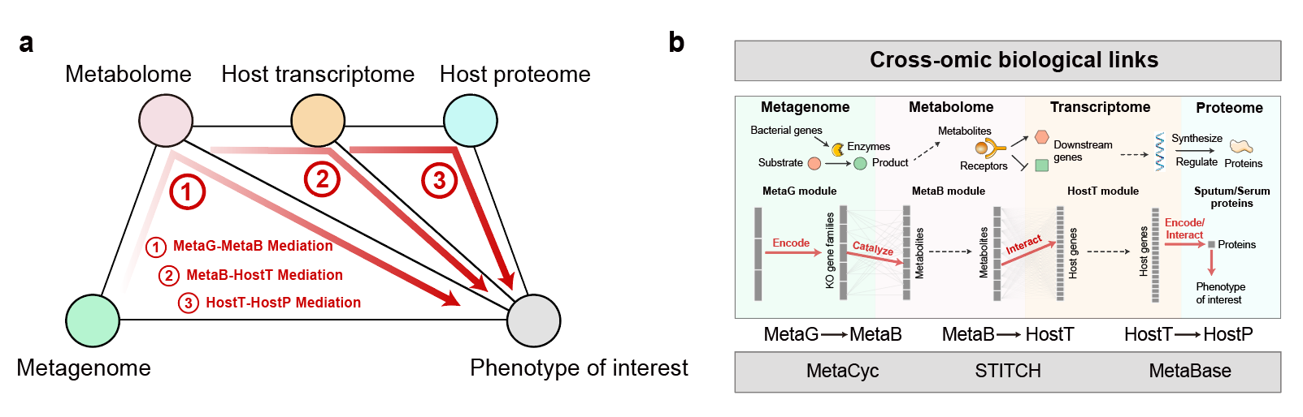 a
Metabolome
Host transcriptome
Host proteome
1
2
3
1 MetaG-MetaB Mediation
2 MetaB-HostT Mediation
3 HostT-HostP Mediation
Metagenome
Phenotype of interest
b
Cross-omic biological links
Metagenome
Metabolome
Transcriptome
Proteome
Bacterial genes
Enzymes
Substrate
Product
Metabolites
Receptors
Downstream
genes
Synthesize
Regulate
Proteins
MetaG module
MetaB module
HostT module
Sputum/Serum
proteins
Encode
KO gene families
Catalyze
Metabolites
Metabolites
Interact
Host genes
Host genes
Encode/
Interact
Proteins
Phenotype
of interest
MetaG → MetaB
MetaB → HostT
HostT → HostP
MetaCyc
STITCH
MetaBase